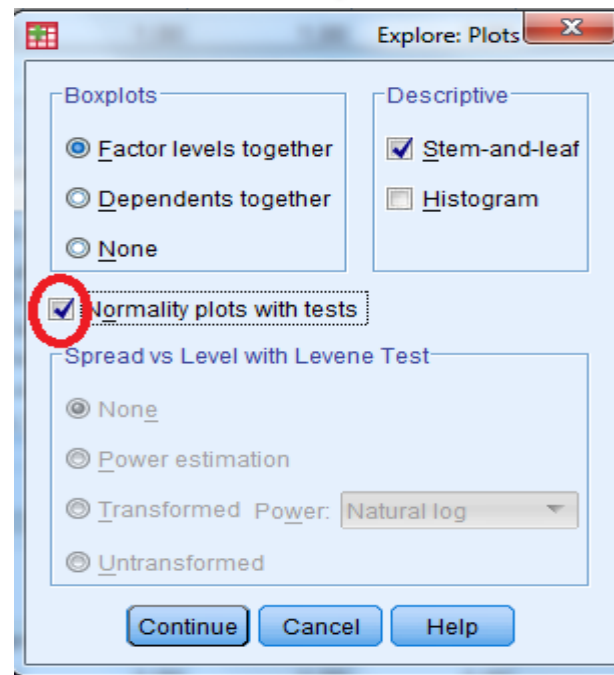 Explore: Plots
Boxplots
Factor levels together
Dependents together
None
Descriptive
Stem-and-leaf
Histogram
Normality plots with tests
Spread vs Level with Levene Test
None
Power estimation
Transformed Power: Natural log
Untransformed
Continue Cancel Help